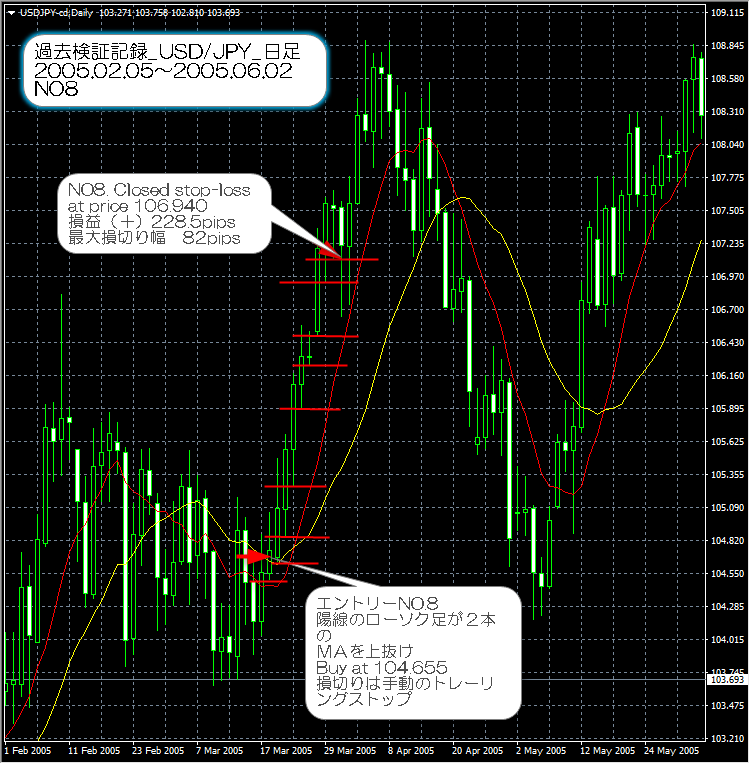 USDJPY-cd,Daily 103.271 103.758 102.810 103.693
過去検証記録_USD/JPY_日足
2005.02.05～2005.06.02
NO8
NO8. Closed stop-loss
at price 106.940
損益（＋）228.5pips
最大損切り幅　82pips
エントリーNO.8
陽線のローソク足が２本
の
ＭＡを上抜け
Buy at 104.655
損切りは手動のトレーリ
ングストップ
109.115
108.845
108.580
108.310
108.040
107.775
107.505
107.235
106.970
106.700
106.430
106.160
105.895
105.625
105.355
105.090
104.820
104.550
104.285
104.015
103.745
103.693
103.475
103.210
1 Feb 2005
11 Feb 2005
23 Feb 2005
7 Mar 2005
17 Mar 2005
29 Mar 2005
8 Apr 2005
20 Apr 2005
2 May 2005
12 May 2005
24 May 2005